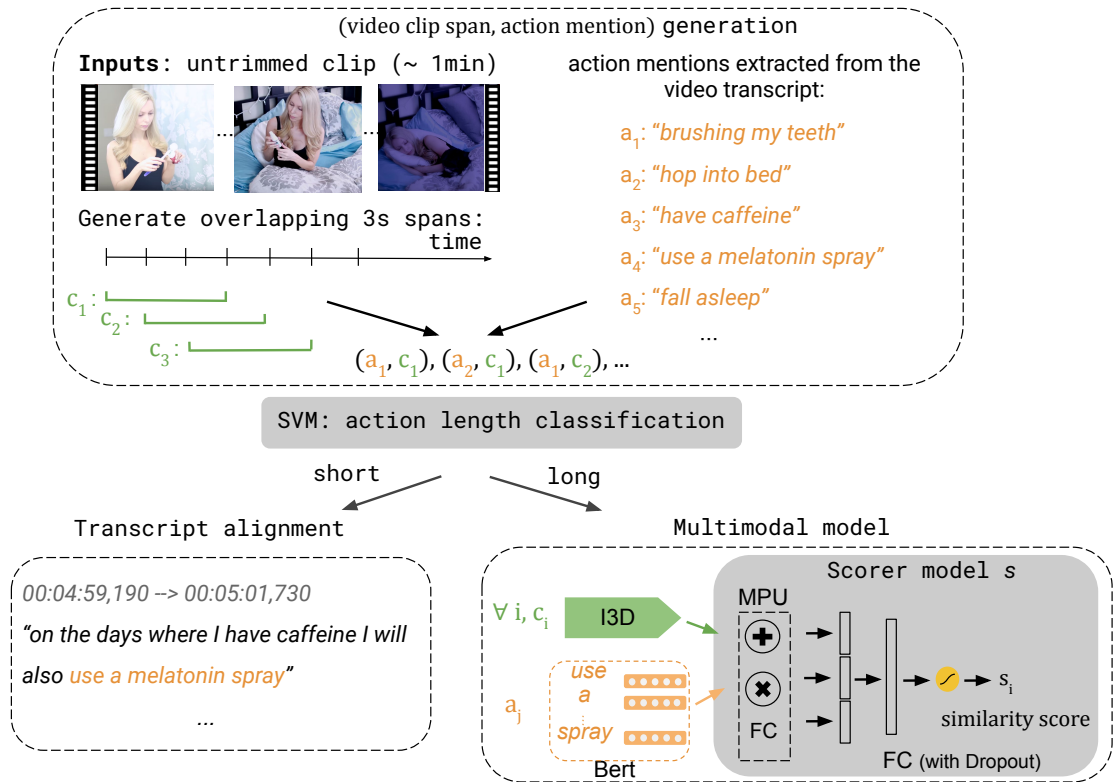 (video clip span, action mention) generation
Inputs: untrimmed clip (~ 1min)
...
...
Generate overlapping 3s spans:
time
c1:
c2:
c3:
action mentions extracted from the
video transcript:
a1: “brushing my teeth”
a2: “hop into bed”
a3: “have caffeine”
a4: “use a melatonin spray”
a5: “fall asleep”
...
(a1, c1), (a2, c1), (a1, c2), ...
SVM: action length classification
short
long
Transcript alignment
00:04:59,190 --> 00:05:01,730
“on the days where I have caffeine I will
also use a melatonin spray”
...
Multimodal model
Scorer model s
∀ i, ci
I3D
aj
use
a
...
spray
Bert
MPU
+
×
FC
si
similarity score
FC (with Dropout)